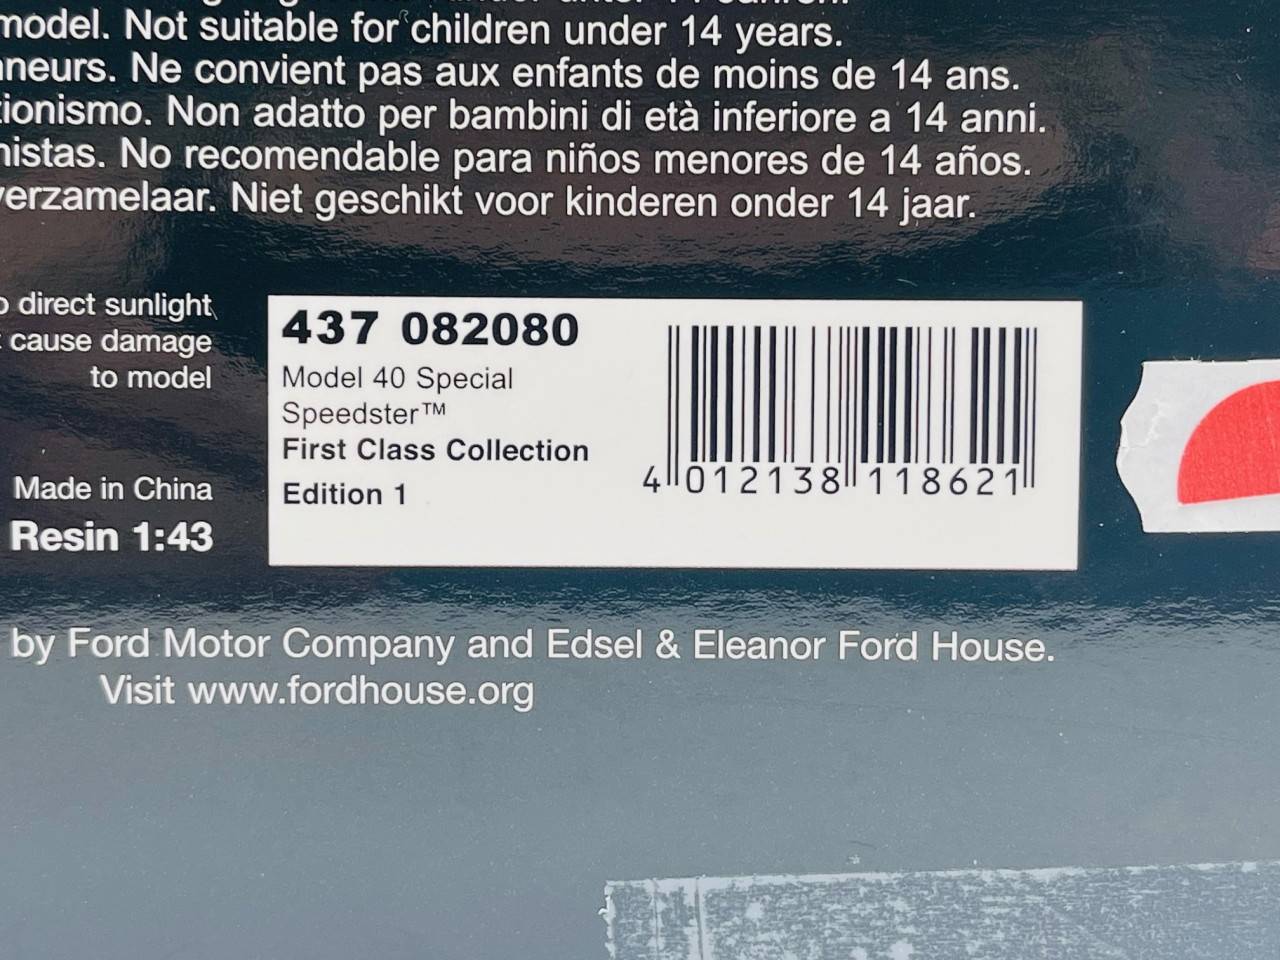 model. Not suitable for children under 14 years.
Ne convient pas aux enfants de moins de 14 ans.
Non adatto per bambini di età inferiore a 14 anni.
No recomendable para niños menores de 14 años.
verzamelaar. Niet geschikt voor kinderen onder 14 jaar.
direct sunlight
cause damage
to model
Made in China
Resin 1:43
437 082080
Model 40 Special
Speedster™
First Class Collection
Edition 1
4 012138 118621
by Ford Motor Company and Edsel & Eleanor Ford House.
Visit www.fordhouse.org